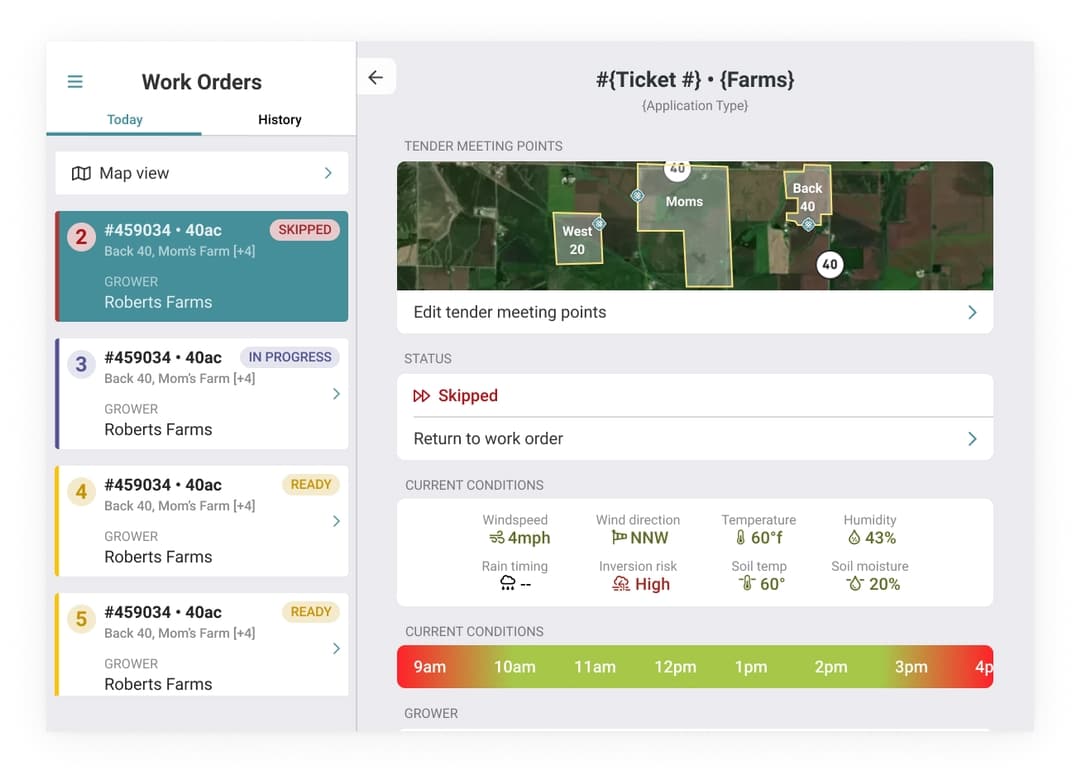 Work Orders
Today
History
Map view
2
#459034 • 40ac
SKIPPED
Back 40, Mom's Farm [+4]
GROWER
Roberts Farms
3
#459034 • 40ac
IN PROGRESS
Back 40, Mom's Farm [+4]
GROWER
Roberts Farms
4
#459034 • 40ac
READY
Back 40, Mom's Farm [+4]
GROWER
Roberts Farms
5
#459034 • 40ac
READY
Back 40, Mom's Farm [+4]
GROWER
Roberts Farms
#{Ticket #} • {Farms}
{Application Type}
TENDER MEETING POINTS
40
Moms
Back
40
West
20
40
Edit tender meeting points
STATUS
Skipped
Return to work order
CURRENT CONDITIONS
Windspeed Wind direction Temperature Humidity
4mph NNW 60°f 43%
Rain timing Inversion risk Soil temp Soil moisture
-- High 60° 20%
CURRENT CONDITIONS
9am 10am 11am 12pm 1pm 2pm 3pm 4p
GROWER